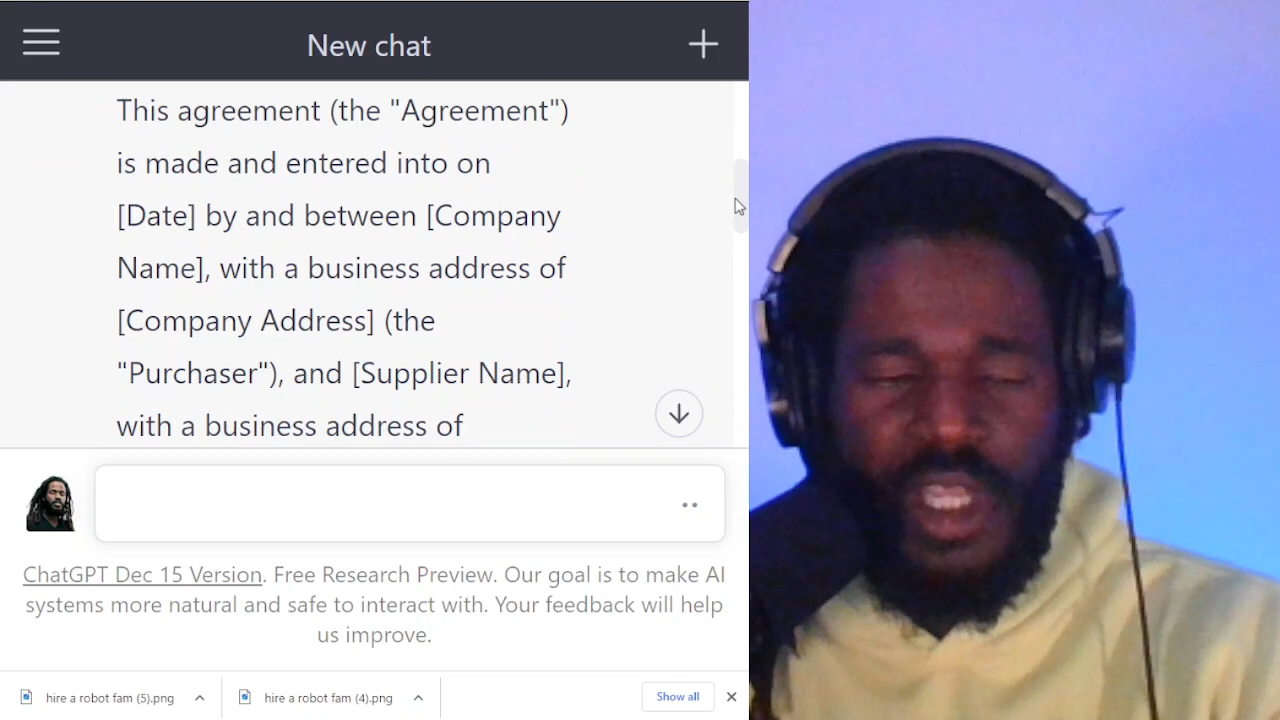 New chat
This agreement (the "Agreement")
is made and entered into on
[Date] by and between [Company
Name], with a business address of
[Company Address] (the
"Purchaser"), and [Supplier Name],
with a business address of
ChatGPT Dec 15 Version. Free Research Preview. Our goal is to make AI
systems more natural and safe to interact with. Your feedback will help
us improve.
hire a robot fam (5).png
hire a robot fam (4).png
Show all